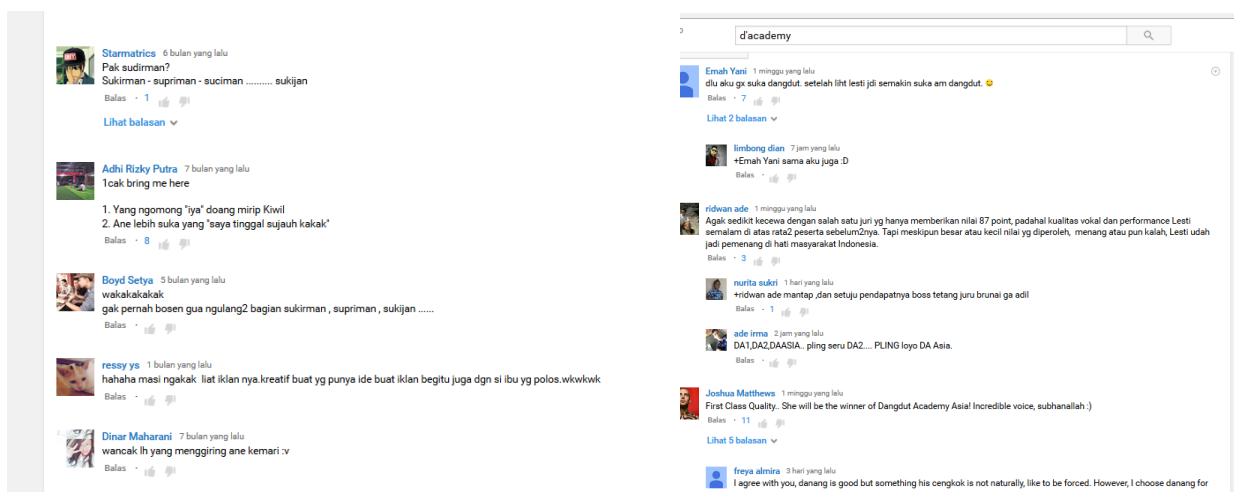 Starmatrics 6 bulan yang lalu
Pak sudirman?
Sukirman - supriman - suciman .......... sukijan
Balas · 1
Lihat balasan
Adhi Rizky Putra 7 bulan yang lalu
1cak bring me here
1. Yang ngomong "iya" doang mirip Kiwil
2. Ane lebih suka yang "saya tinggal sujauh kakak"
Balas · 8
Boyd Setya 5 bulan yang lalu
wakakakakak
gak pernah bosen gua ngulang2 bagian sukirman , supriman , sukijan ......
Balas ·
ressy ys 1 bulan yang lalu
hahaha masi ngakak liat iklan nya.kreatif buat yg punya ide buat iklan begitu juga dgn si ibu yg polos.wkwkwk
Balas ·
Dinar Maharani 7 bulan yang lalu
wancak lh yang menggiring ane kemari :v
Balas ·
d'academy
Emah Yani 1 minggu yang lalu
dlu aku gx suka dangdut. setelah liht lesti jdi semakin suka am dangdut.
Balas · 7
Lihat 2 balasan
limbong dian 7 jam yang lalu
+Emah Yani sama aku juga :D
Balas ·
ridwan ade 1 minggu yang lalu
Agak sedikit kecewa dengan salah satu juri yg hanya memberikan nilai 87 point, padahal kualitas vokal dan performance Lesti
semalam di atas rata2 peserta sebelum2nya. Tapi meskipun besar atau kecil nilai yg diperoleh, menang atau pun kalah, Lesti udah
jadi pemenang di hati masyarakat Indonesia.
Balas · 3
nurita sukri 1 hari yang lalu
+ridwan ade mantap ,dan setuju pendapatnya boss tetang juru brunai ga adil
Balas · 1
ade irma 2 jam yang lalu
DA1,DA2,DAASIA.. pling seru DA2.... PLING loyo DA Asia.
Balas ·
Joshua Matthews 1 minggu yang lalu
First Class Quality.. She will be the winner of Dangdut Academy Asia! Incredible voice, subhanallah :)
Balas · 11
Lihat 5 balasan
freya almira 3 hari yang lalu
I agree with you, danang is good but something his cengkok is not naturally, like to be forced. However, I choose danang for